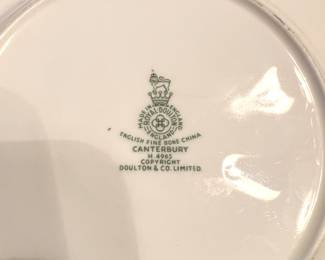 MADE IN ENGLAND
ROYAL DOULTON
ENGLAND
ENGLISH FINE BONE CHINA
CANTERBURY
H 4965
COPYRIGHT
DOULTON & CO. LIMITED